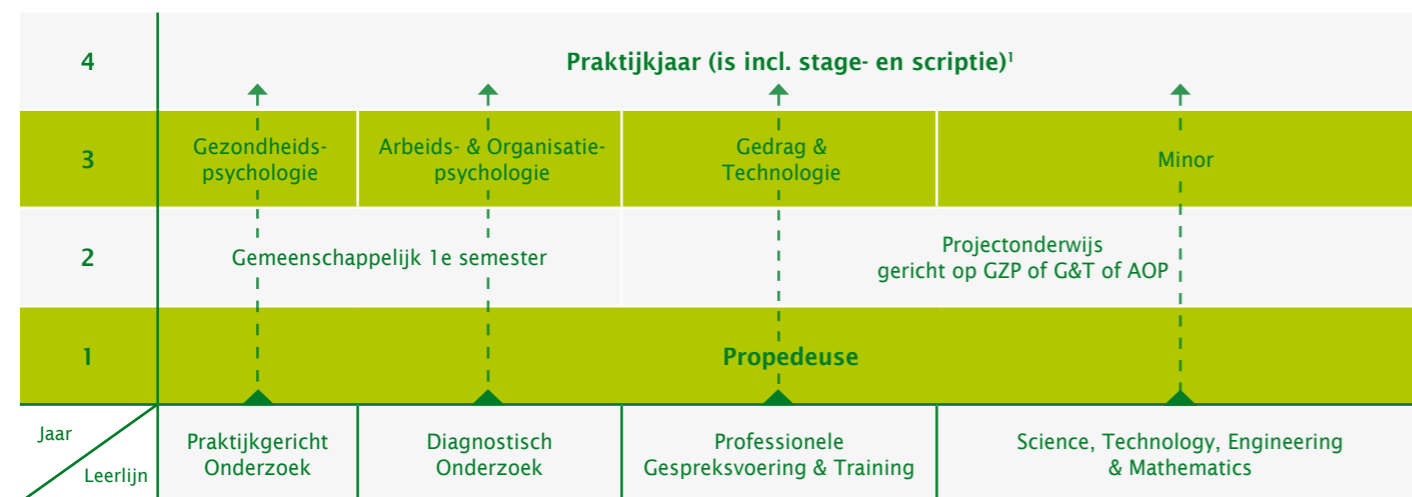 4
Praktijkjaar (is incl. stage- en scriptie)¹
3
Gezondheids-
psychologie
Arbeids- & Organisatie-
psychologie
Gedrag &
Technologie
Minor
2
Gemeenschappelijk 1e semester
Projectonderwijs
gericht op GZP of G&T of AOP
1
Propedeuse
Jaar
Leerlijn
Praktijkgericht
Onderzoek
Diagnostisch
Onderzoek
Professionele
Gespreksvoering & Training
Science, Technology, Engineering
& Mathematics